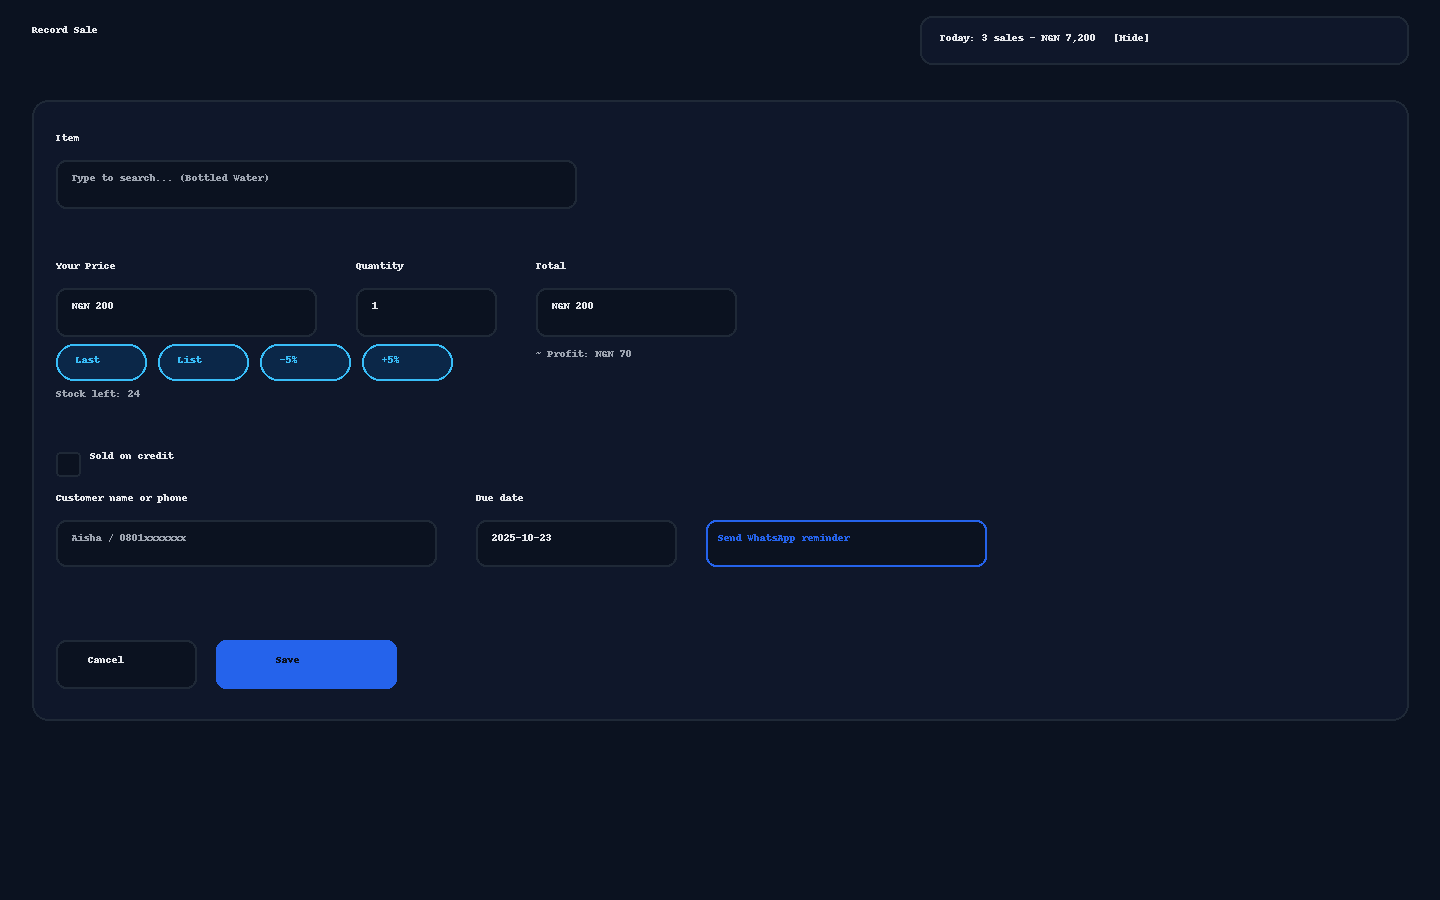 Record Sale
Today: 3 sales - NGN 7,200 [Hide]
Item
Type to search... (Bottled Water)
Your Price Quantity Total
NGN 200 1 NGN 200
Last List -5% +5% ~ Profit: NGN 70
Stock left: 24
Sold on credit
Customer name or phone Due date
Aisha / 0801xxxxxxx 2025-10-23 Send WhatsApp reminder
Cancel Save